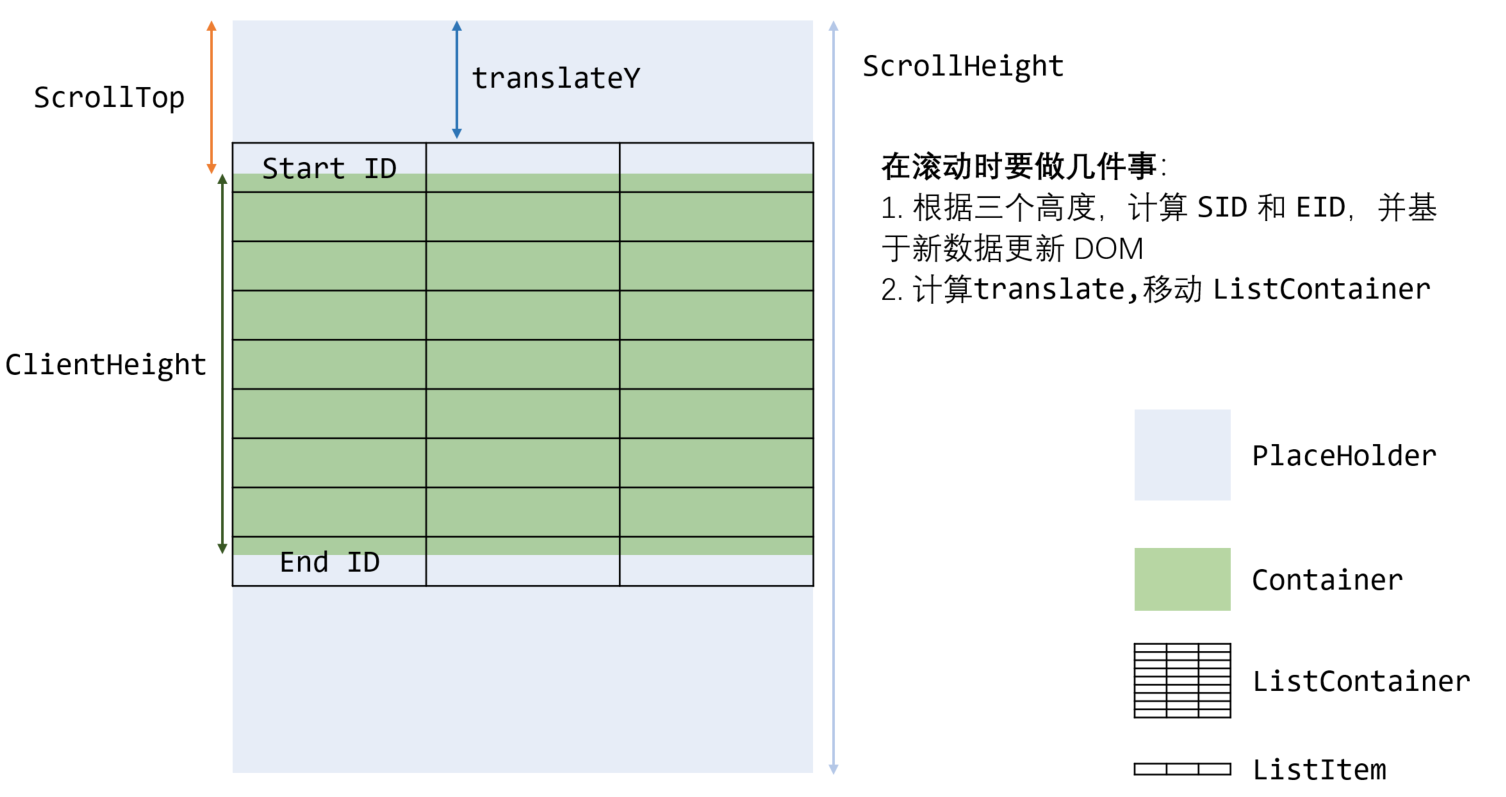 ScrollTop
translateY
ScrollHeight
Start ID
ClientHeight
End ID
在滚动时要做几件事:
1. 根据三个高度，计算 SID 和 EID，并基
于新数据更新 DOM
2. 计算translate,移动 ListContainer
PlaceHolder
Container
ListContainer
ListItem